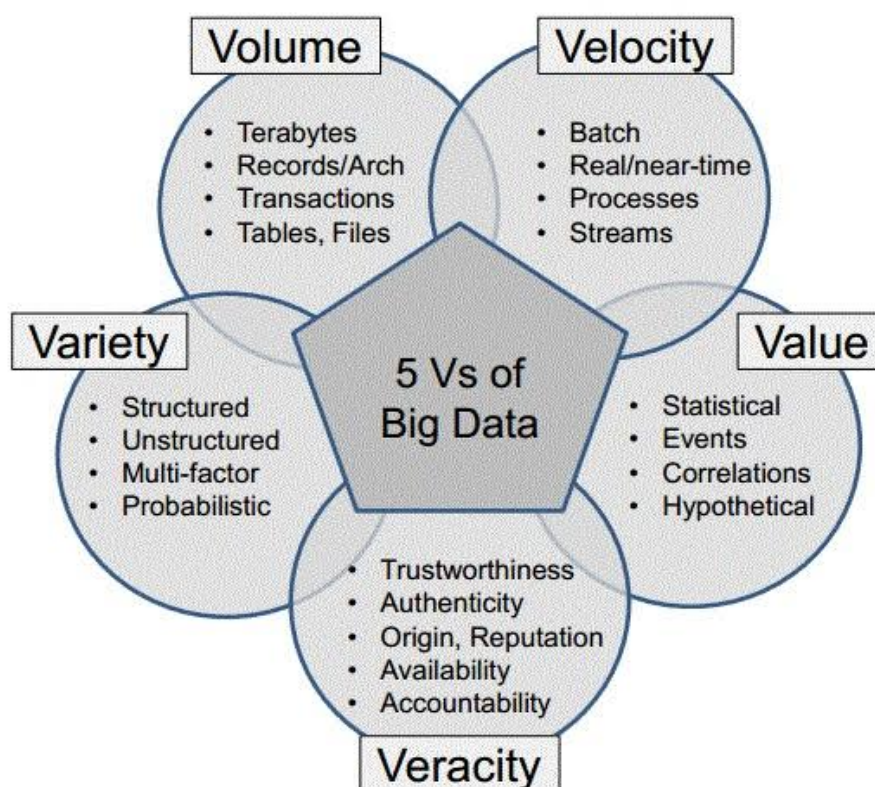 Volume
• Terabytes
• Records/Arch
• Transactions
• Tables, Files
Velocity
• Batch
• Real/near-time
• Processes
• Streams
Variety
• Structured
• Unstructured
• Multi-factor
• Probabilistic
5 Vs of
Big Data
Value
• Statistical
• Events
• Correlations
• Hypothetical
• Trustworthiness
• Authenticity
• Origin, Reputation
• Availability
• Accountability
Veracity